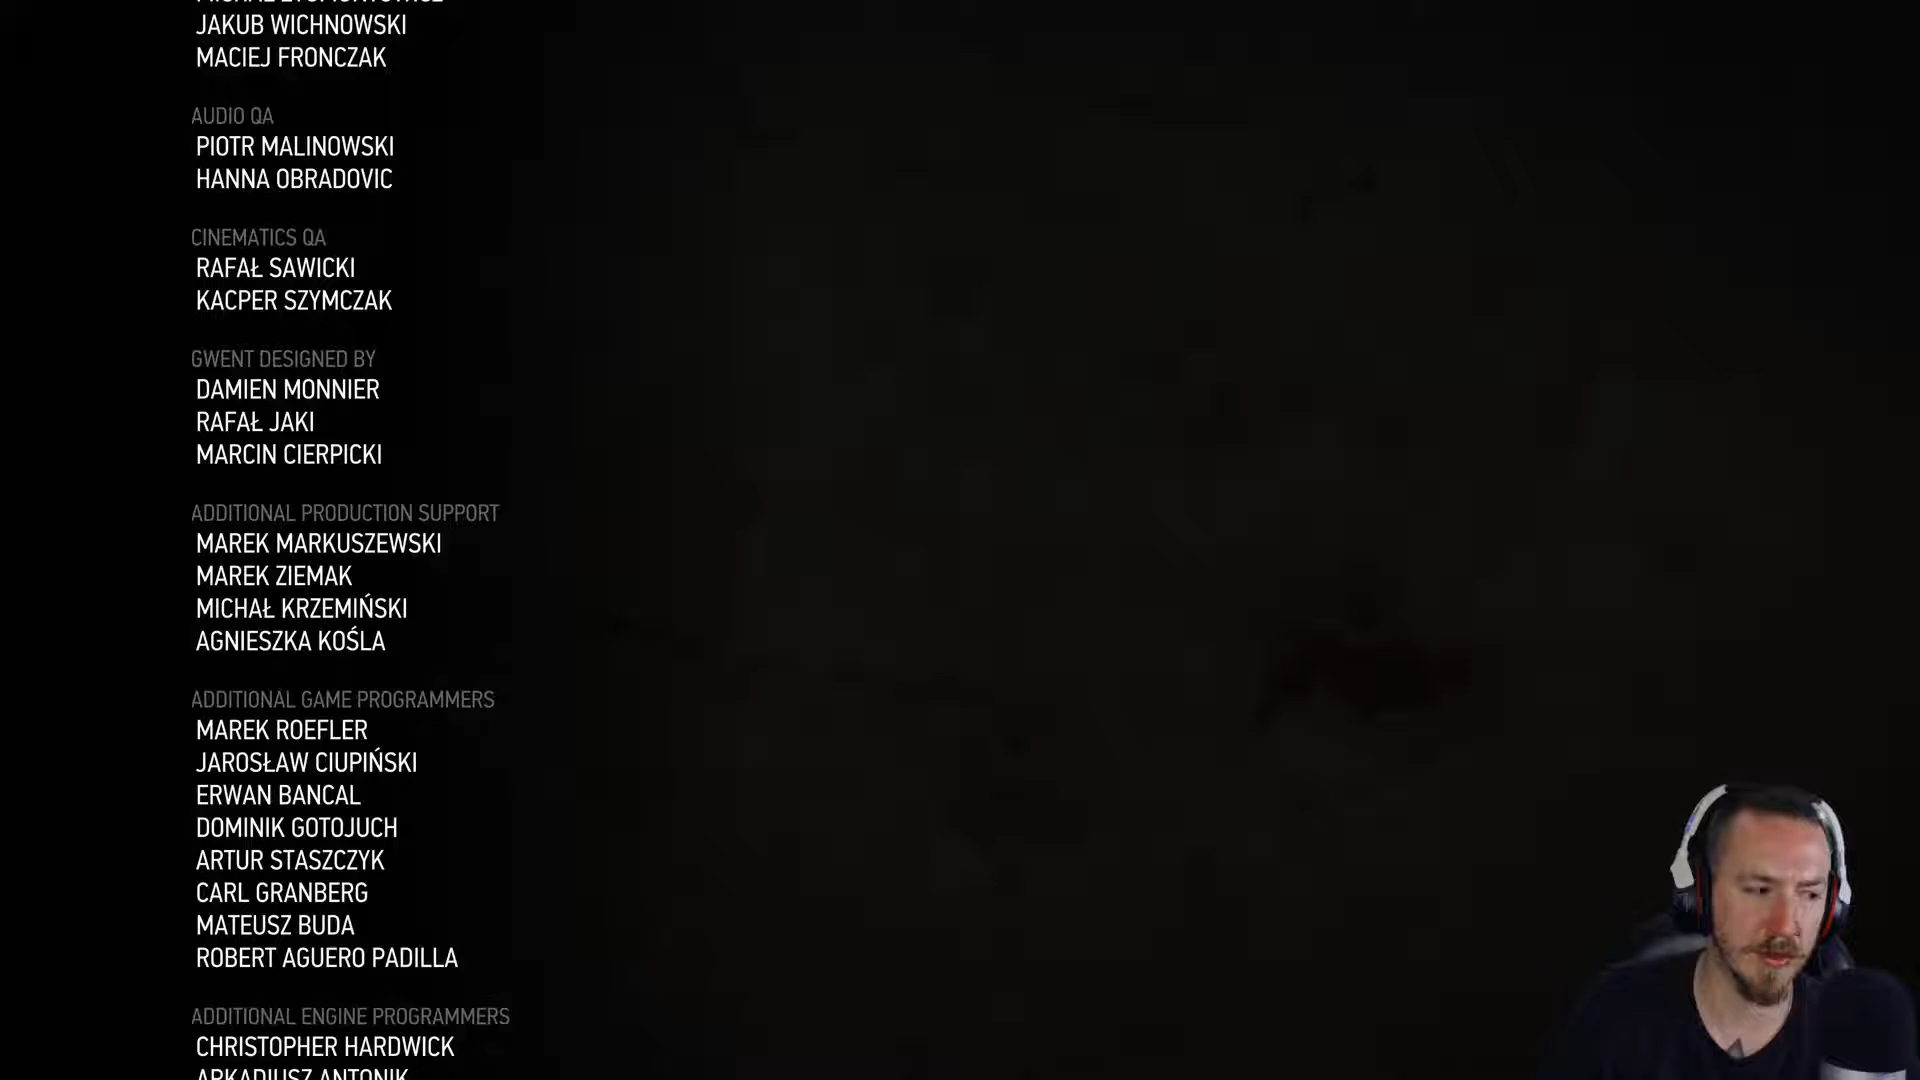 JAKUB WICHNOWSKI
MACIEJ FRONCZAK
AUDIO QA
PIOTR MALINOWSKI
HANNA OBRADOVIC
CINEMATICS QA
RAFAŁ SAWICKI
KACPER SZYMCZAK
GWENT DESIGNED BY
DAMIEN MONNIER
RAFAŁ JAKI
MARCIN CIERPICKI
ADDITIONAL PRODUCTION SUPPORT
MAREK MARKUSZEWSKI
MAREK ZIEMAK
MICHAŁ KRZEMIŃSKI
AGNIESZKA KOŚLA
ADDITIONAL GAME PROGRAMMERS
MAREK ROEFLER
JAROSŁAW CIUPIŃSKI
ERWAN BANCAL
DOMINIK GOTOJUCH
ARTUR STASZCZYK
CARL GRANBERG
MATEUSZ BUDA
ROBERT AGUERO PADILLA
ADDITIONAL ENGINE PROGRAMMERS
CHRISTOPHER HARDWICK
ARKADIUSZ ANTONIK